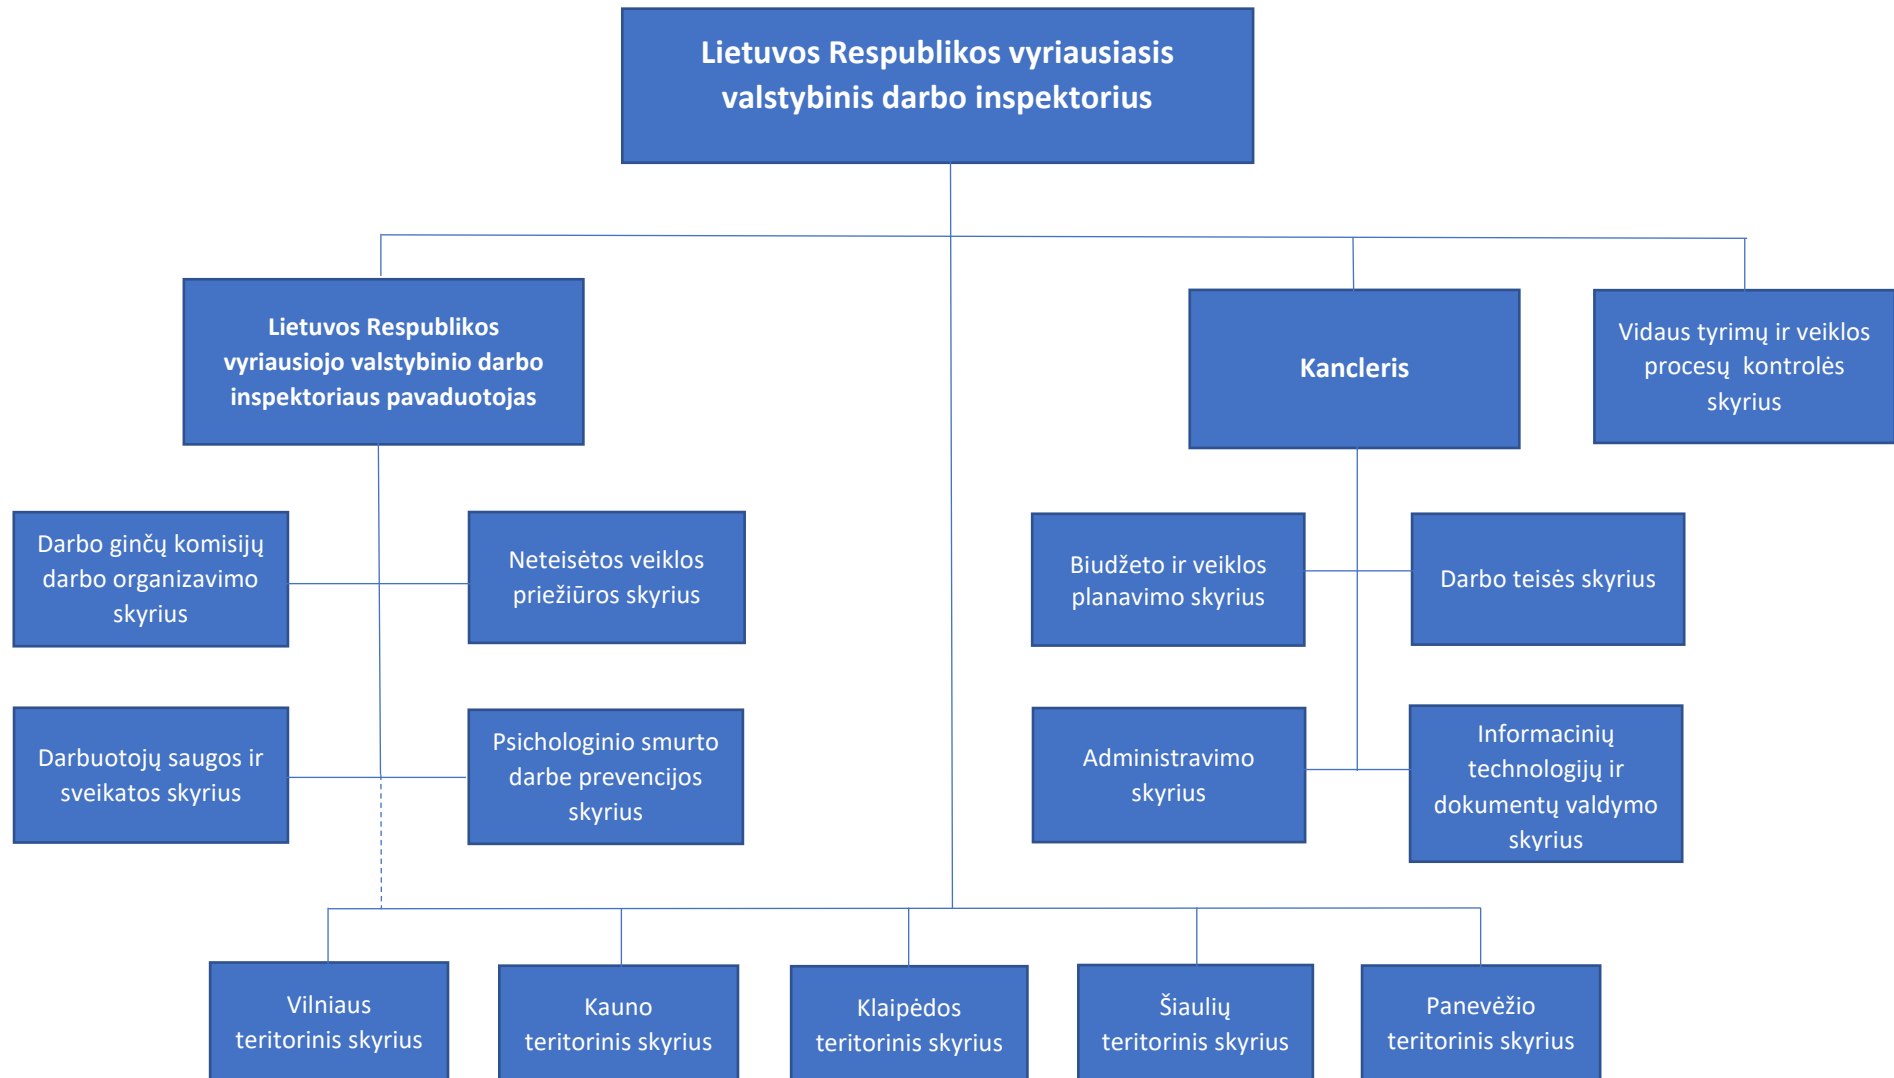 Lietuvos Respublikos vyriausiasis
valstybinis darbo inspektorius
Lietuvos Respublikos
vyriausiojo valstybinio darbo
inspektoriaus pavaduotojas
Kancleris
Vidaus tyrimų ir veiklos
procesų kontrolės
skyrius
Darbo ginčų komisijų
darbo organizavimo
skyrius
Neteisėtos veiklos
priežiūros skyrius
Biudžeto ir veiklos
planavimo skyrius
Darbo teisės skyrius
Darbuotojų saugos ir
sveikatos skyrius
Psichologinio smurto
darbe prevencijos
skyrius
Administravimo
skyrius
Informacinių
technologijų ir
dokumentų valdymo
skyrius
Vilniaus
teritorinis skyrius
Kauno
teritorinis skyrius
Klaipėdos
teritorinis skyrius
Šiaulių
teritorinis skyrius
Panevėžio
teritorinis skyrius